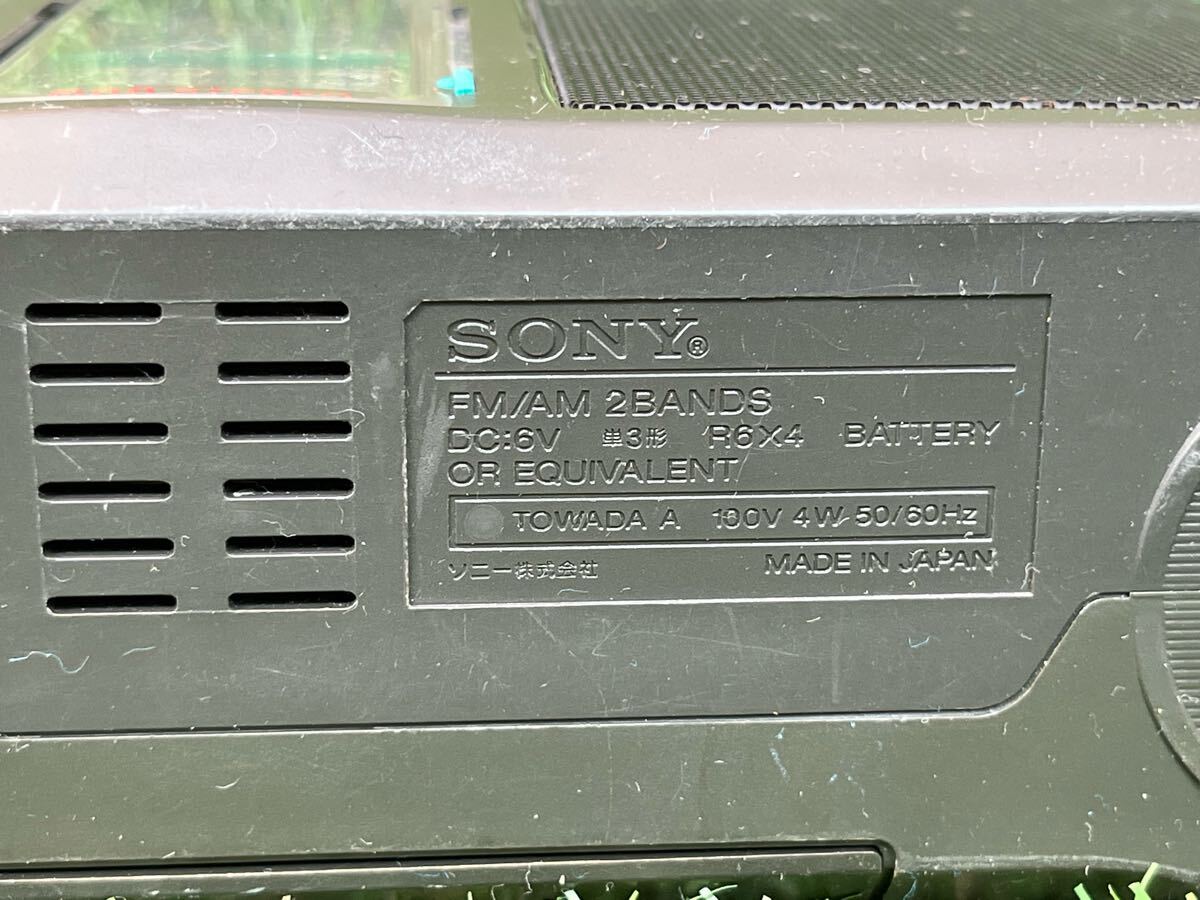 SONY®
FM/AM 2BANDS
DC:6V 単3形 R6X4 BATTERY
OR EQUIVALENT
TOWADA A 100V 4W 50/60Hz
ソニー株式会社 MADE IN JAPAN